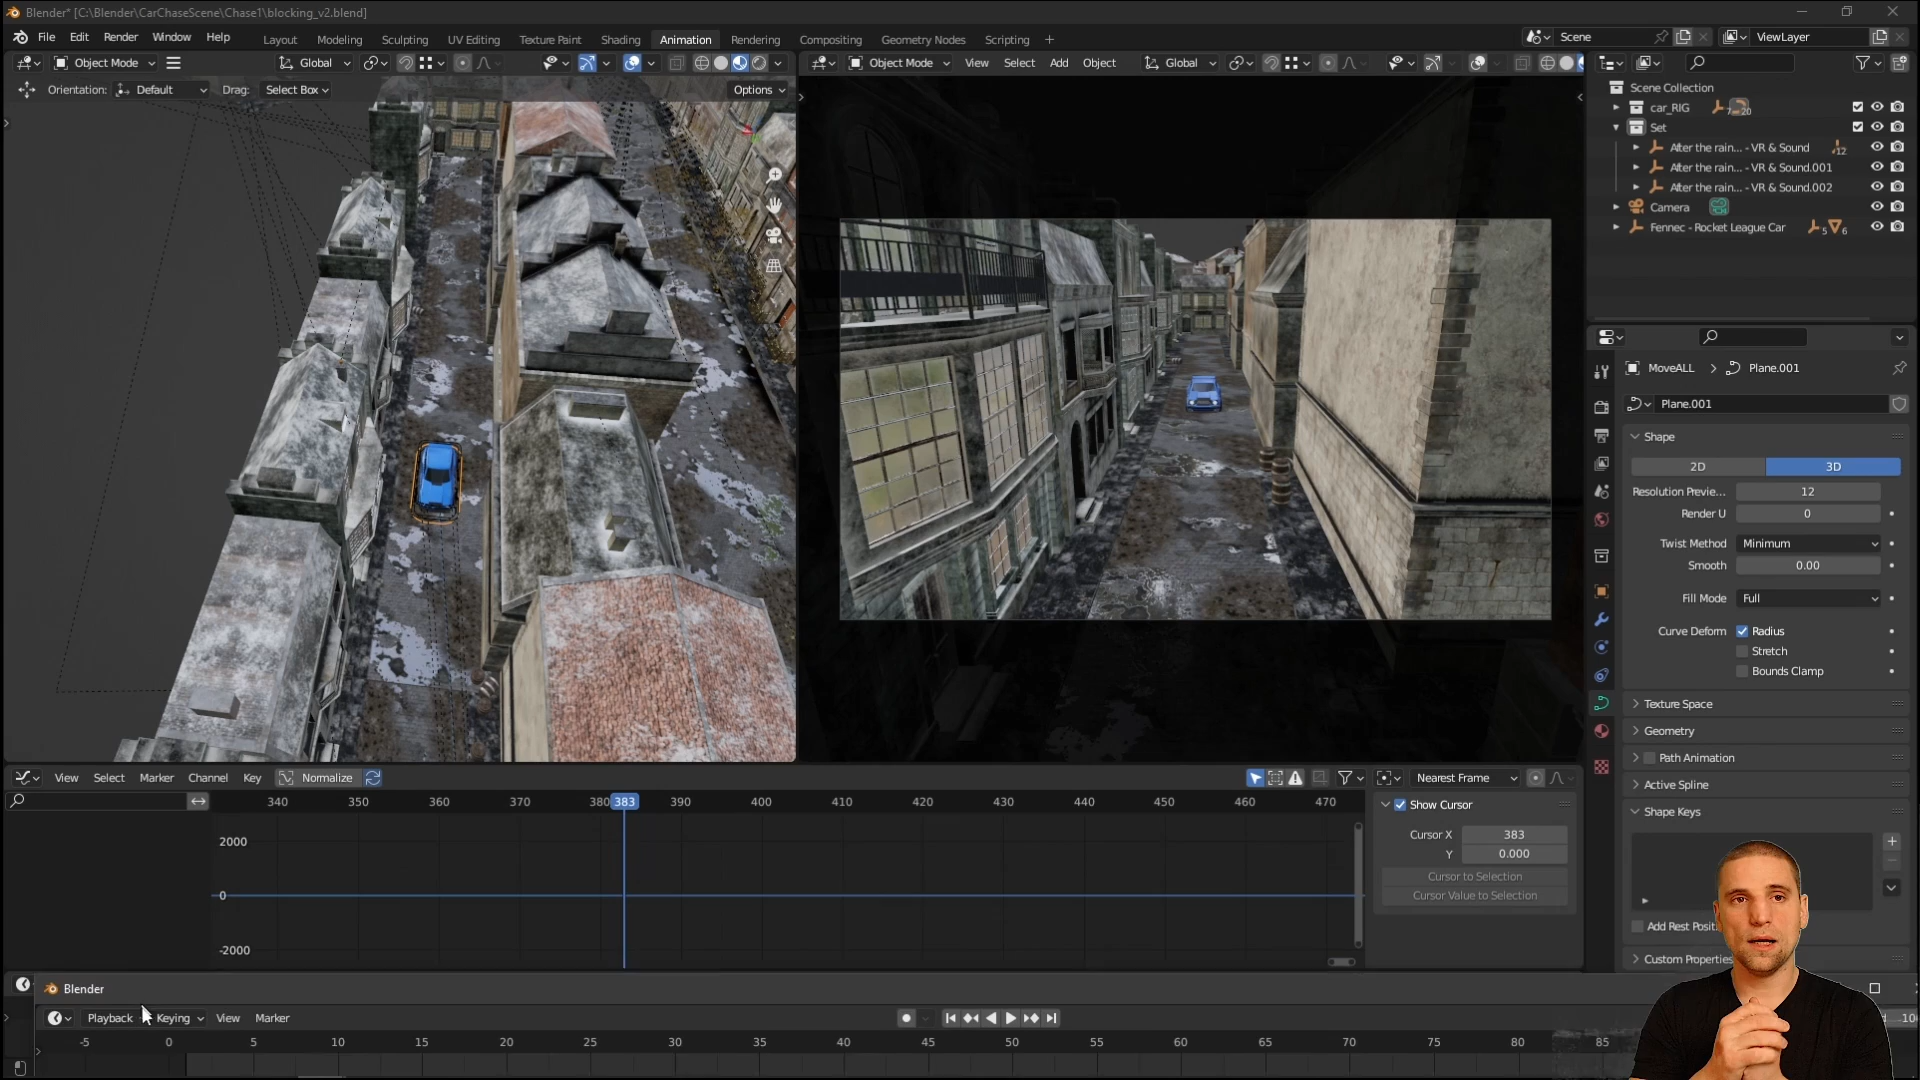 Blender* [C:\Blender\CarChaseScene\Chase1\blocking_v2.blend]
File Edit Render Window Help
Layout Modeling Sculpting UV Editing Texture Paint Shading Animation Rendering Compositing Geometry Nodes Scripting +
Scene
ViewLayer
Object Mode
Global
Orientation: Default Drag: Select Box
Options
Object Mode View Select Add Object Global
Scene Collection
car_RIG
20
Set
After the rain... - VR & Sound
12
After the rain... - VR & Sound.001
After the rain... - VR & Sound.002
Camera
Fennec - Rocket League Car
5 6
MoveALL > Plane.001
Plane.001
Shape
2D 3D
Resolution Previe... 12
Render U 0
Twist Method Minimum
Smooth 0.00
Fill Mode Full
Curve Deform Radius
Stretch
Bounds Clamp
Texture Space
Geometry
Path Animation
Active Spline
Shape Keys
Custom Properties
View Select Marker Channel Key Normalize
Nearest Frame
340 350 360 370 380 383 390 400 410 420 430 440 450 460 470
2000
0
-2000
Show Cursor
Cursor X 383
Y 0.000
Cursor to Selection
Cursor Value to Selection
Blender
Playback Keying View Marker
-5 0 5 10 15 20 25 30 35 40 45 50 55 60 65 70 75 80 85